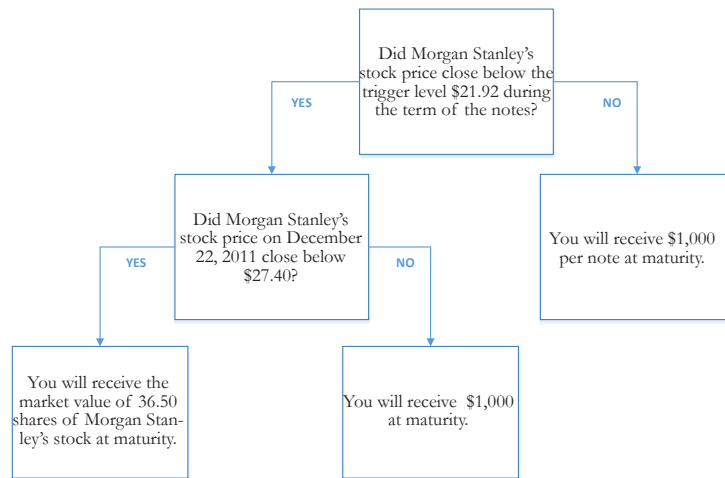 Did Morgan Stanley's
stock price close below the
trigger level $21.92 during
the term of the notes?
YES
NO
Did Morgan Stanley's
stock price on December
22, 2011 close below
$27.40?
You will receive $1,000
per note at maturity.
YES
NO
You will receive the
market value of 36.50
shares of Morgan Stan-
ley's stock at maturity.
You will receive $1,000
at maturity.